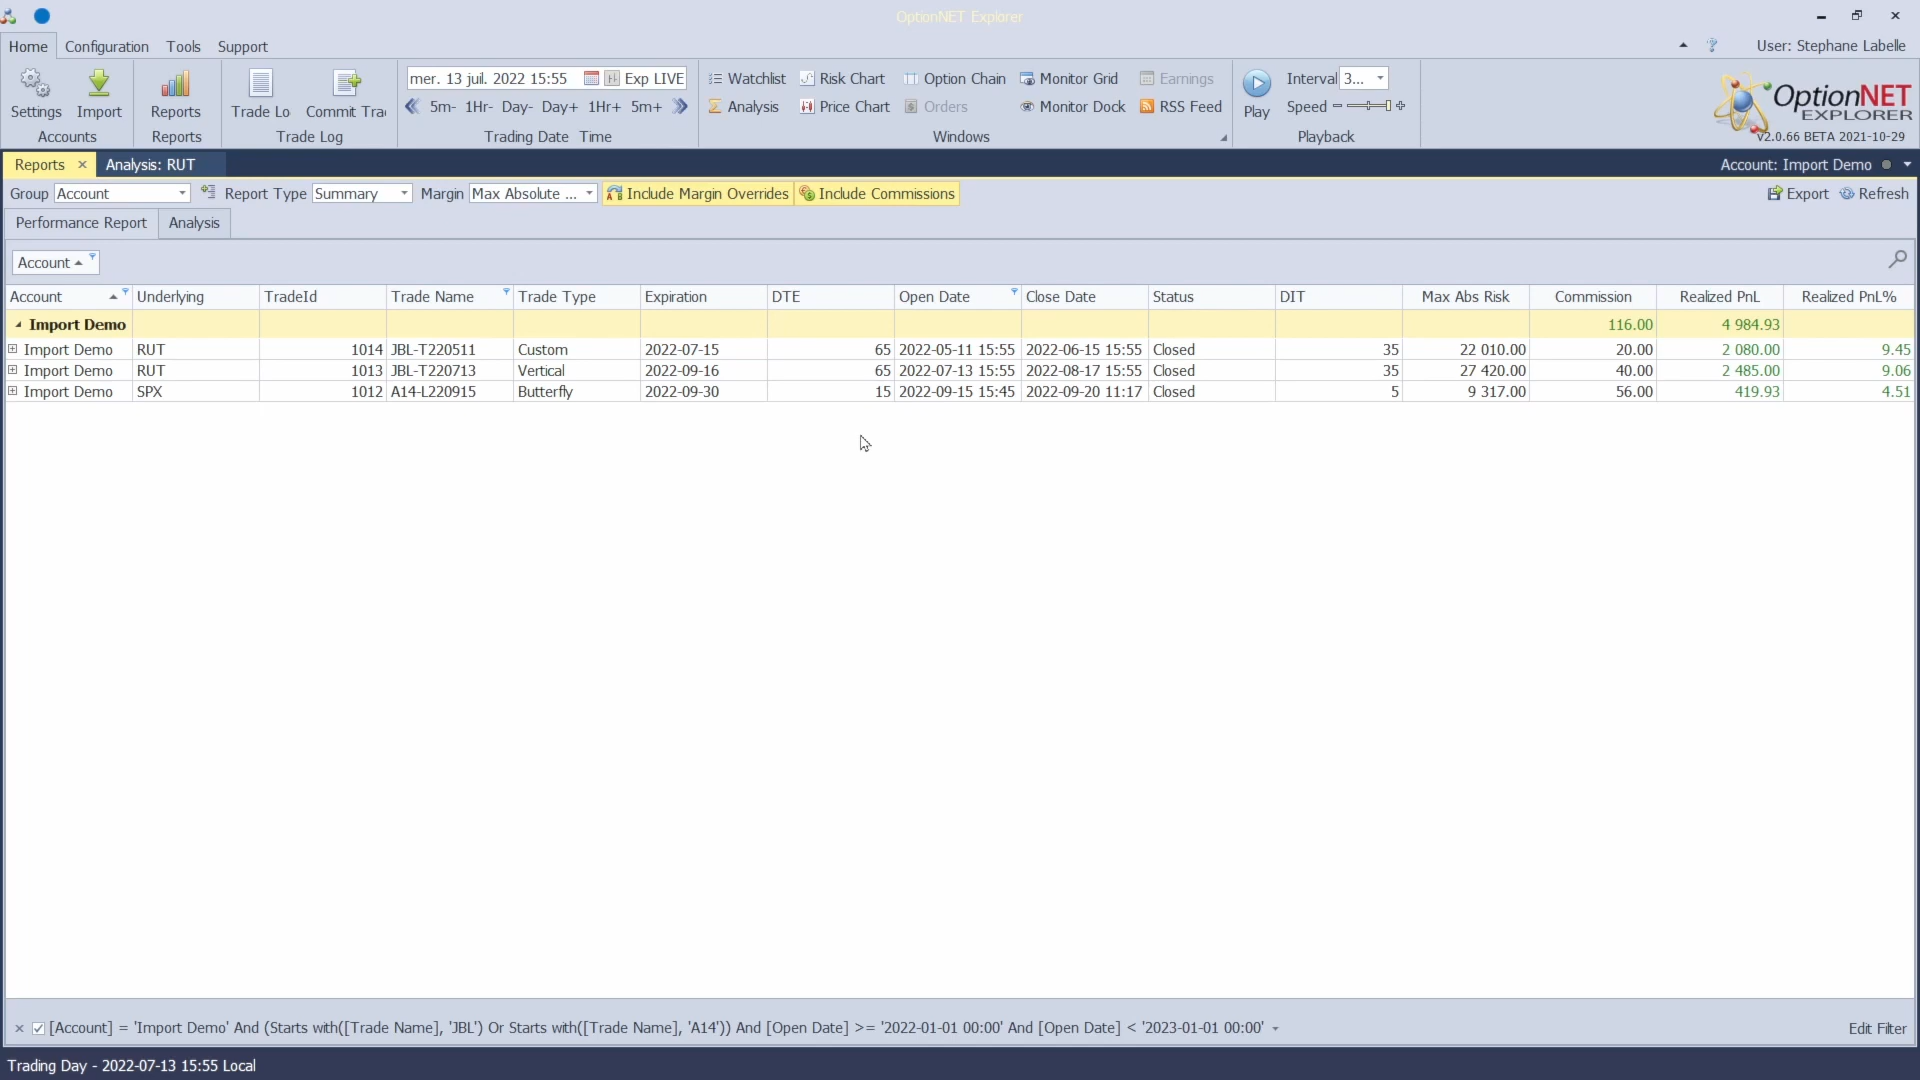 OptionNET Explorer
Home Configuration Tools Support User: Stephane Labelle
mer. 13 juil. 2022 15:55 Exp LIVE Watchlist Risk Chart Option Chain Monitor Grid Earnings Interval 3...
Settings Import Reports Trade Lo Commit Tra 5m- 1Hr- Day- Day+ 1Hr+ 5m+ Analysis Price Chart Orders Monitor Dock RSS Feed Play Speed
OptionNET
EXPLORER
Accounts Reports Trade Log Trading Date Time Windows Playback v2.0.66 BETA 2021-10-29
Reports Analysis: RUT Account: Import Demo
Group Account Report Type Summary Margin Max Absolute ... Include Margin Overrides Include Commissions Export Refresh
Performance Report Analysis
Account
Account Underlying TradeId Trade Name Trade Type Expiration DTE Open Date Close Date Status DIT Max Abs Risk Commission Realized PnL Realized PnL%
Import Demo 116.00 4 984.93
Import Demo RUT 1014 JBL-T220511 Custom 2022-07-15 65 2022-05-11 15:55 2022-06-15 15:55 Closed 35 22 010.00 20.00 2 080.00 9.45
Import Demo RUT 1013 JBL-T220713 Vertical 2022-09-16 65 2022-07-13 15:55 2022-08-17 15:55 Closed 35 27 420.00 40.00 2 485.00 9.06
Import Demo SPX 1012 A14-L220915 Butterfly 2022-09-30 15 2022-09-15 15:45 2022-09-20 11:17 Closed 5 9 317.00 56.00 419.93 4.51
[Account] = 'Import Demo' And (Starts with([Trade Name], 'JBL') Or Starts with([Trade Name], 'A14')) And [Open Date] >= '2022-01-01 00:00' And [Open Date] < '2023-01-01 00:00' Edit Filter
Trading Day - 2022-07-13 15:55 Local